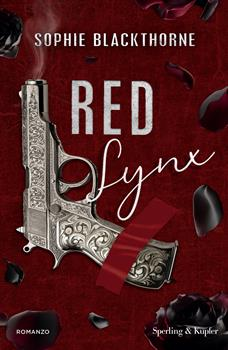 SOPHIE BLACKTHORNE
RED
Lynx
ROMANZO
Sperling & Kupfer